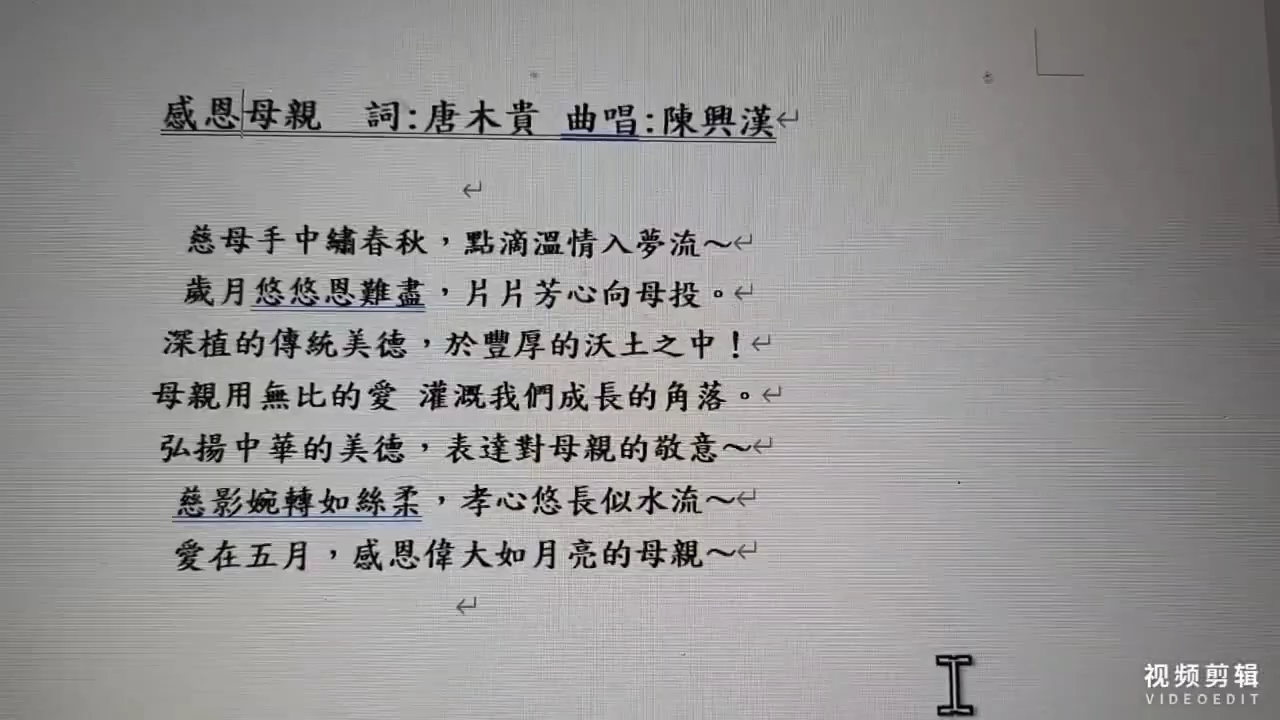 感恩母親　詞:唐木貴 曲唱:陳興漢
慈母手中繡春秋，點滴溫情入夢流～
歲月悠悠恩難盡，片片芳心向母投。
深植的傳統美德，於豐厚的沃土之中！
母親用無比的愛 灌溉我們成長的角落。
弘揚中華的美德，表達對母親的敬意～
慈影婉轉如絲柔，孝心悠長似水流～
愛在五月，感恩偉大如月亮的母親～
视频剪辑
VIDEOEDIT